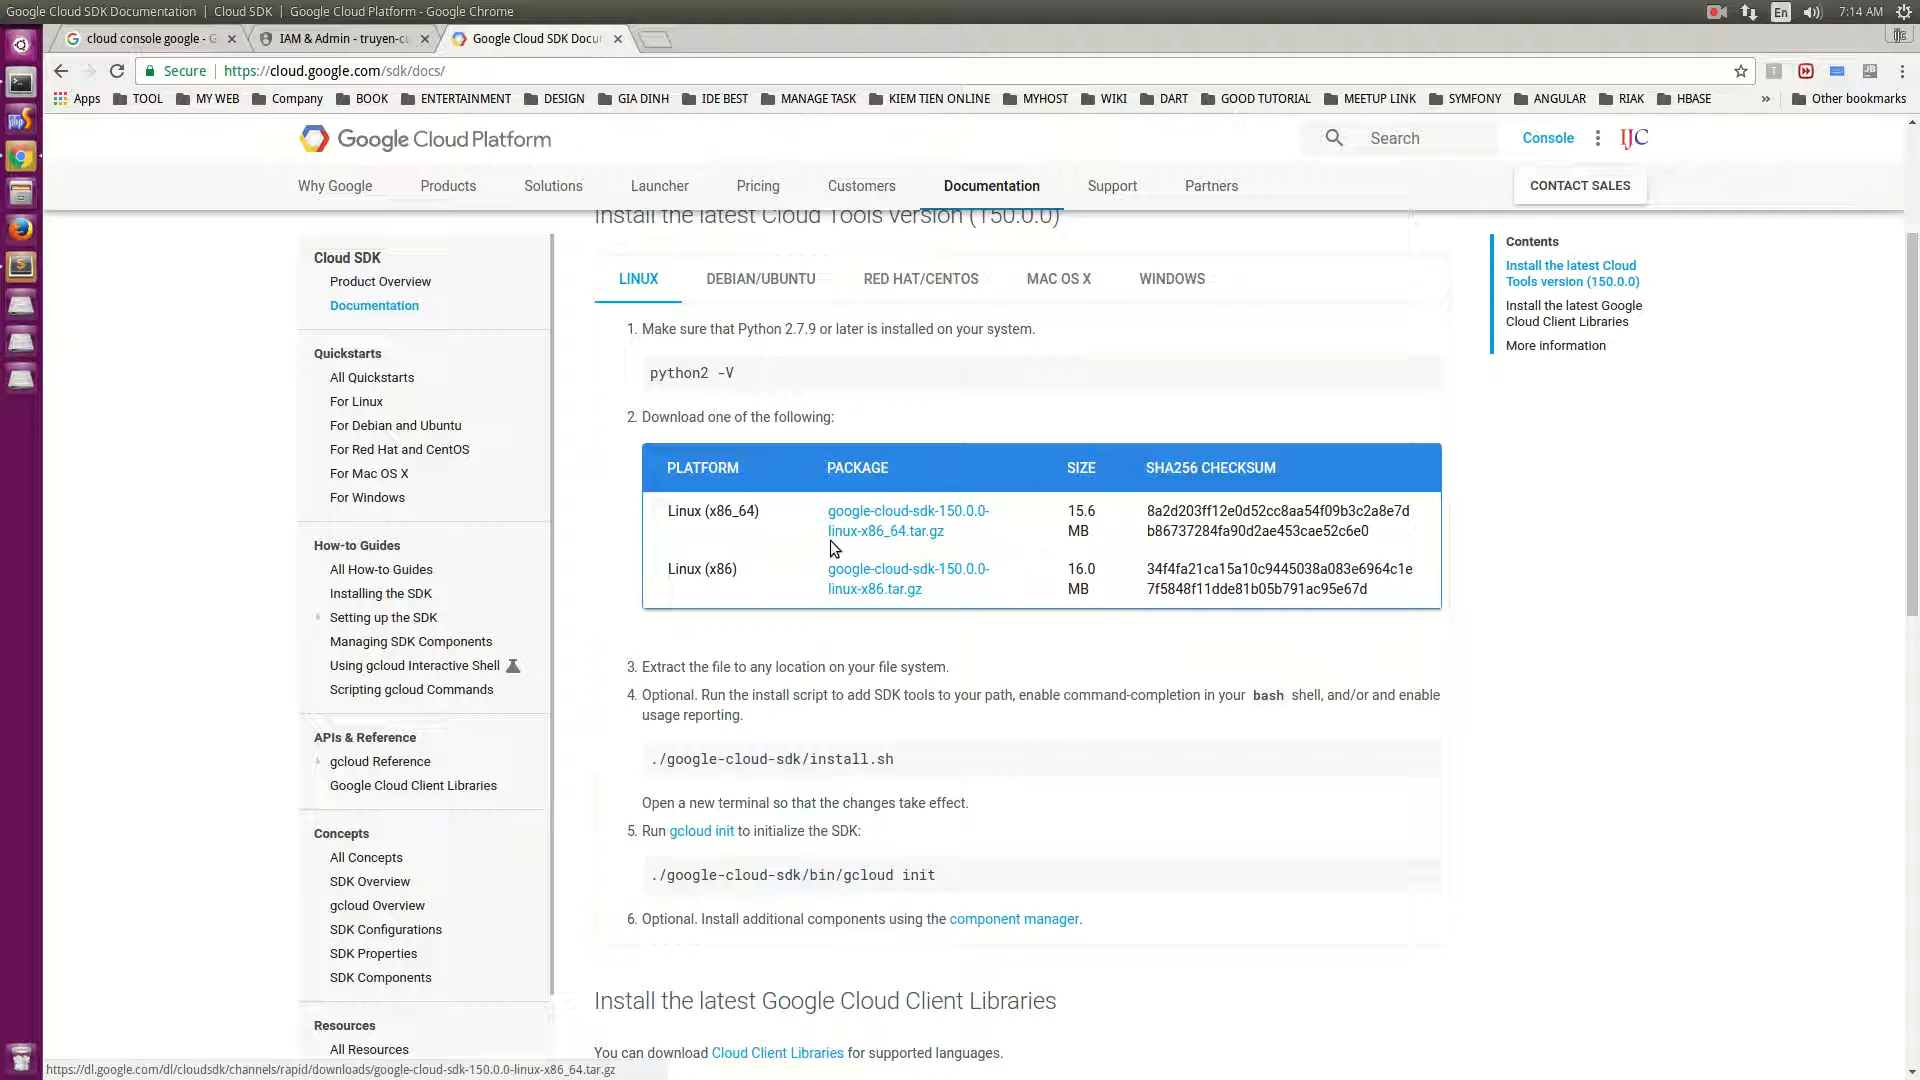 Google Cloud SDK Documentation | Cloud SDK | Google Cloud Platform - Google Chrome
En
7:14 AM
cloud console google - G
IAM & Admin - truyen-cu
Google Cloud SDK Docu
Secure
https://cloud.google.com/sdk/docs/
Apps
TOOL
MY WEB
Company
BOOK
ENTERTAINMENT
DESIGN
GIA DINH
IDE BEST
MANAGE TASK
KIEM TIEN ONLINE
MYHOST
WIKI
DART
GOOD TUTORIAL
MEETUP LINK
SYMFONY
ANGULAR
RIAK
HBASE
»
Other bookmarks
Google Cloud Platform
Search
Console
IJC
Why Google
Products
Solutions
Launcher
Pricing
Customers
Documentation
Support
Partners
CONTACT SALES
Cloud SDK
Product Overview
Documentation
Quickstarts
All Quickstarts
For Linux
For Debian and Ubuntu
For Red Hat and CentOS
For Mac OS X
For Windows
How-to Guides
All How-to Guides
Installing the SDK
Setting up the SDK
Managing SDK Components
Using gcloud Interactive Shell
Scripting gcloud Commands
APIs & Reference
gcloud Reference
Google Cloud Client Libraries
Concepts
All Concepts
SDK Overview
gcloud Overview
SDK Configurations
SDK Properties
SDK Components
Resources
All Resources
Install the latest Cloud Tools version (150.0.0)
LINUX
DEBIAN/UBUNTU
RED HAT/CENTOS
MAC OS X
WINDOWS
1. Make sure that Python 2.7.9 or later is installed on your system.
python2 -V
2. Download one of the following:
PLATFORM PACKAGE SIZE SHA256 CHECKSUM
Linux (x86_64) google-cloud-sdk-150.0.0- 15.6 8a2d203ff12e0d52cc8aa54f09b3c2a8e7d
linux-x86_64.tar.gz MB b86737284fa90d2ae453cae52c6e0
Linux (x86) google-cloud-sdk-150.0.0- 16.0 34f4fa21ca15a10c9445038a083e6964c1e
linux-x86.tar.gz MB 7f5848f11dde81b05b791ac95e67d
3. Extract the file to any location on your file system.
4. Optional. Run the install script to add SDK tools to your path, enable command-completion in your bash shell, and/or and enable
usage reporting.
./google-cloud-sdk/install.sh
Open a new terminal so that the changes take effect.
5. Run gcloud init to initialize the SDK:
./google-cloud-sdk/bin/gcloud init
6. Optional. Install additional components using the component manager.
Install the latest Google Cloud Client Libraries
You can download Cloud Client Libraries for supported languages.
Contents
Install the latest Cloud
Tools version (150.0.0)
Install the latest Google
Cloud Client Libraries
More information
https://dl.google.com/dl/cloudsdk/channels/rapid/downloads/google-cloud-sdk-150.0.0-linux-x86_64.tar.gz